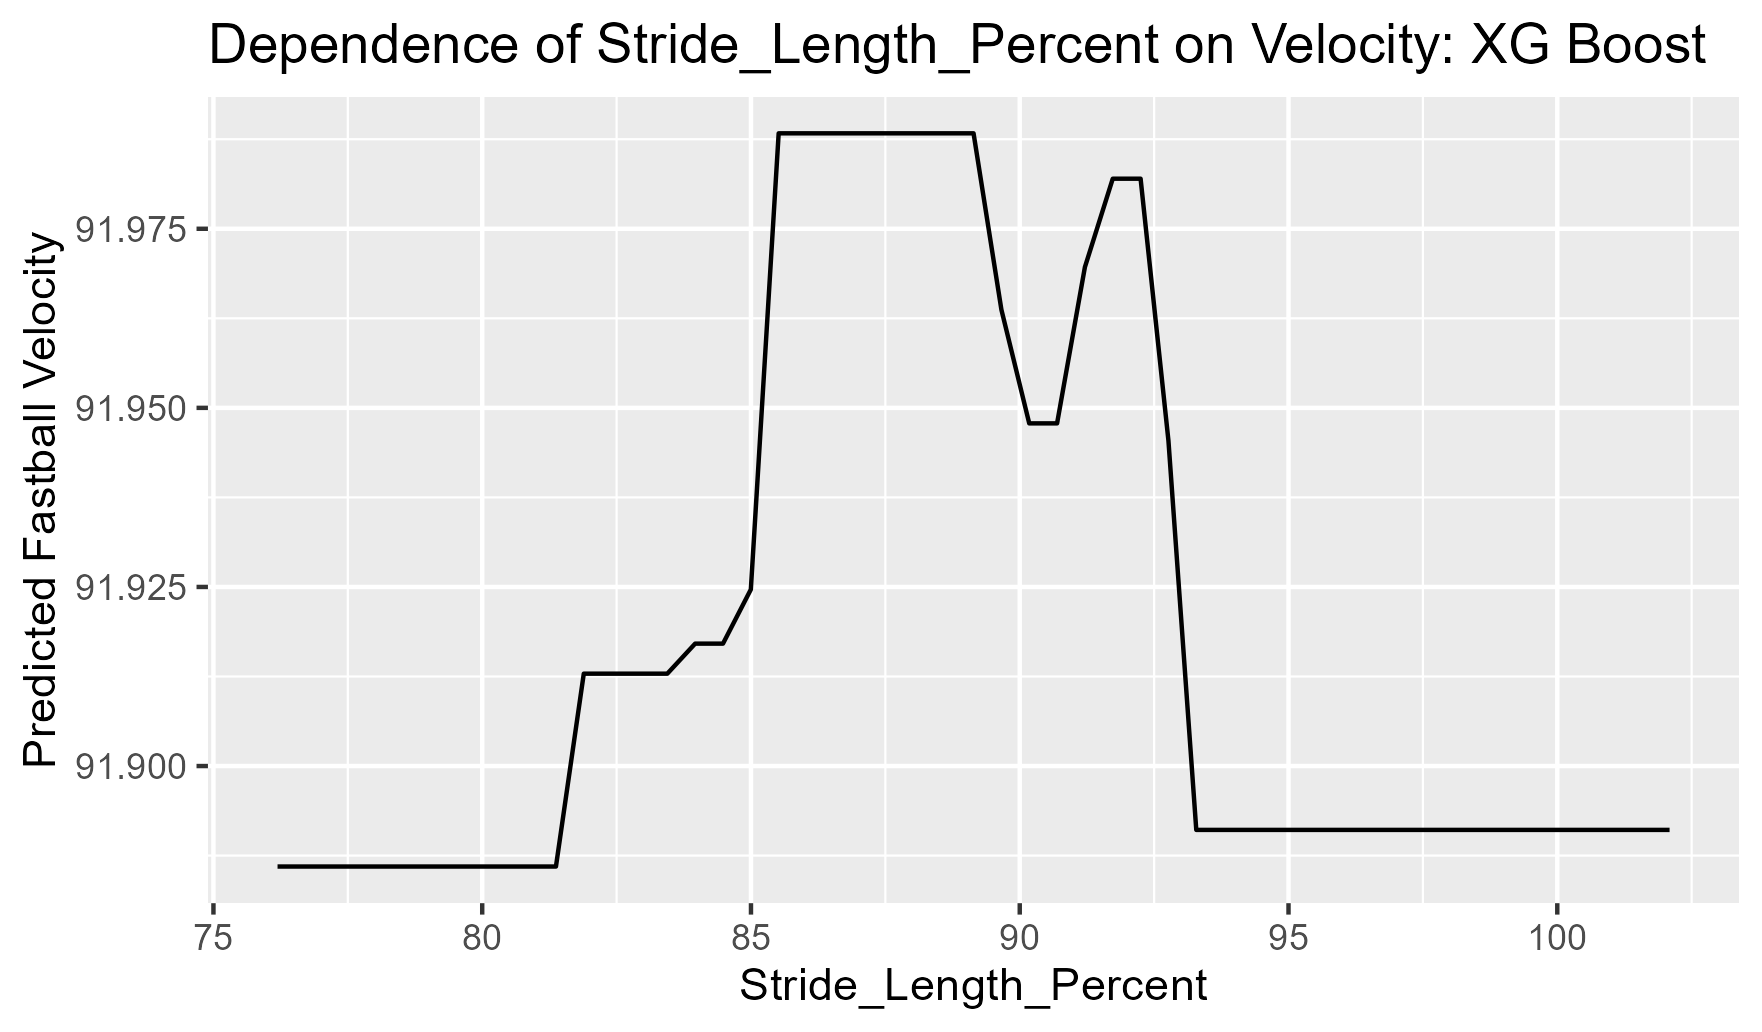 Dependence of Stride_Length_Percent on Velocity: XG Boost
Predicted Fastball Velocity
91.975
91.950
91.925
91.900
75 80 85 90 95 100
Stride_Length_Percent